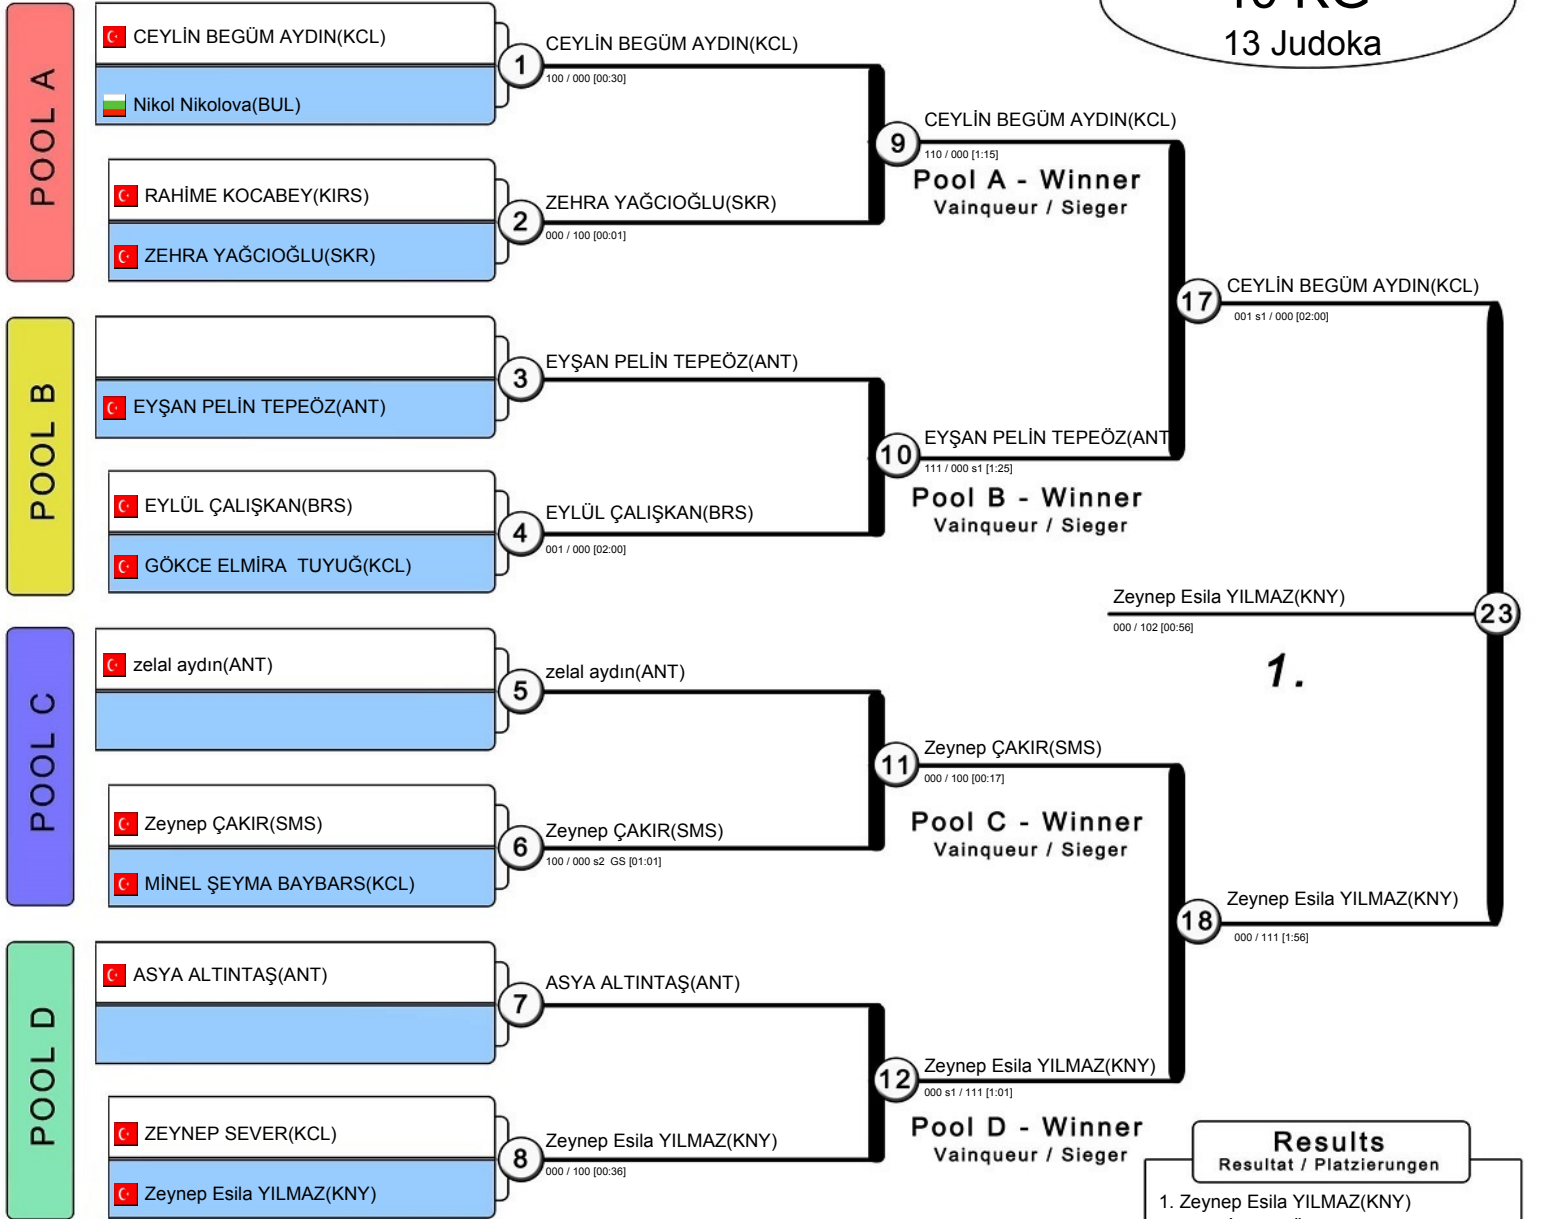 KG
13 Judoka
POOL A
CEYLİN BEGÜM AYDIN(KCL)
Nikol Nikolova(BUL)
1
CEYLİN BEGÜM AYDIN(KCL)
100 / 000 [00:30]
RAHİME KOCABEY(KIRS)
ZEHRA YAĞCIOĞLU(SKR)
2
ZEHRA YAĞCIOĞLU(SKR)
000 / 100 [00:01]
9
CEYLİN BEGÜM AYDIN(KCL)
110 / 000 [1:15]
Pool A - Winner
Vainqueur / Sieger
POOL B
EYŞAN PELİN TEPEÖZ(ANT)
3
EYŞAN PELİN TEPEÖZ(ANT)
EYLÜL ÇALIŞKAN(BRS)
GÖKCE ELMİRA TUYUĞ(KCL)
4
EYLÜL ÇALIŞKAN(BRS)
001 / 000 [02:00]
10
EYŞAN PELİN TEPEÖZ(ANT
111 / 000 s1 [1:25]
Pool B - Winner
Vainqueur / Sieger
17
CEYLİN BEGÜM AYDIN(KCL)
001 s1 / 000 [02:00]
POOL C
zelal aydın(ANT)
5
zelal aydın(ANT)
Zeynep ÇAKIR(SMS)
MİNEL ŞEYMA BAYBARS(KCL)
6
Zeynep ÇAKIR(SMS)
100 / 000 s2 GS [01:01]
11
Zeynep ÇAKIR(SMS)
000 / 100 [00:17]
Pool C - Winner
Vainqueur / Sieger
POOL D
ASYA ALTINTAŞ(ANT)
7
ASYA ALTINTAŞ(ANT)
ZEYNEP SEVER(KCL)
Zeynep Esila YILMAZ(KNY)
8
Zeynep Esila YILMAZ(KNY)
000 / 100 [00:36]
12
Zeynep Esila YILMAZ(KNY)
000 s1 / 111 [1:01]
Pool D - Winner
Vainqueur / Sieger
18
Zeynep Esila YILMAZ(KNY)
000 / 111 [1:56]
Zeynep Esila YILMAZ(KNY)
23
000 / 102 [00:56]
1.
Results
Resultat / Platzierungen
1. Zeynep Esila YILMAZ(KNY)